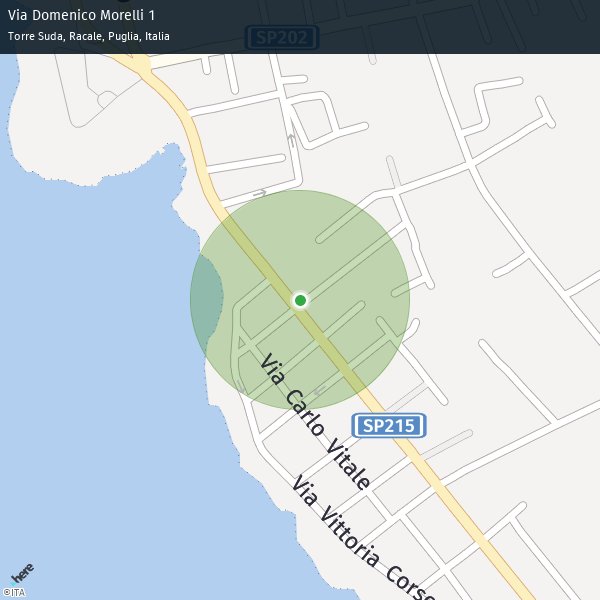 Via Domenico Morelli 1
Torre Suda, Racale, Puglia, Italia
SP202
Via Carlo Vitale
SP215
Via Vittoria Corse
here
©ITA